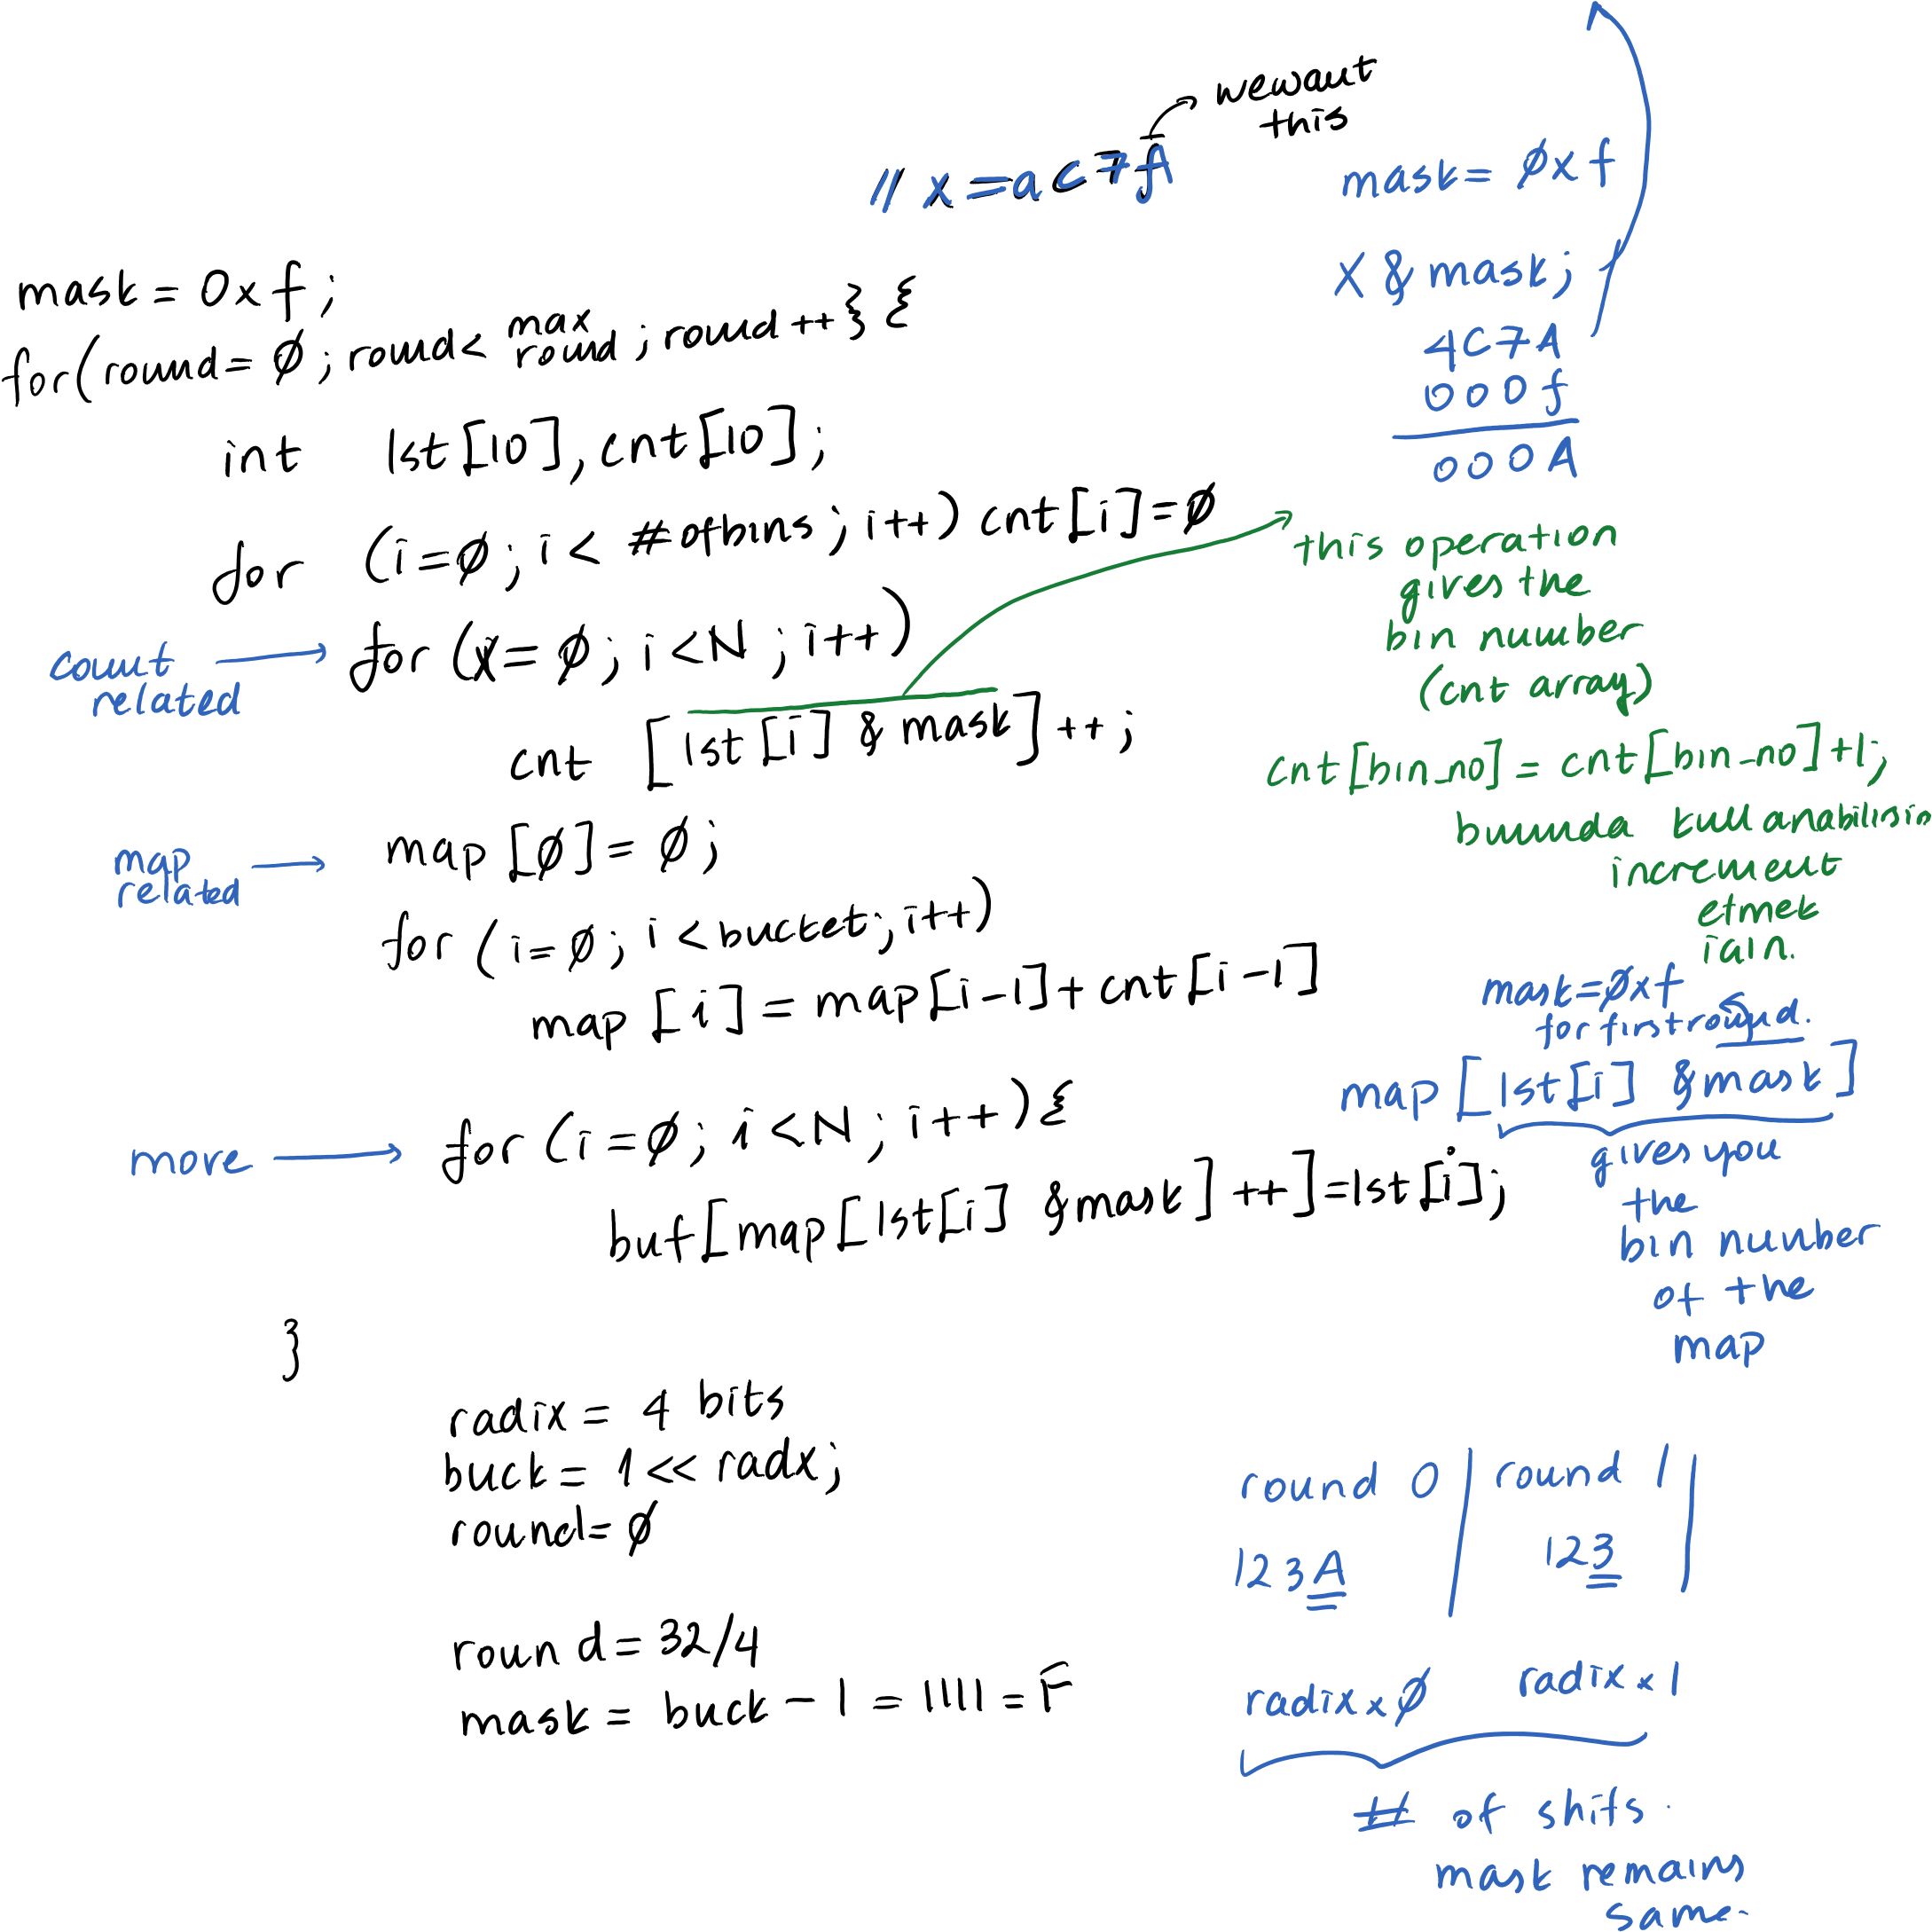 // x = a c 7 A
we want
this
mask = 0x f ;
for ( round = Ø ; round < max round ; round ++ } {
int lst [10] , cnt [10] ;
for ( i = Ø ; i < # of bins ; i++ ) cnt [i] = Ø
count
related
for ( x = Ø ; i < N ; i++ )
cnt [ lst [i] & mask ] ++ ;
map
related
map [Ø] = Ø ;
for ( i = Ø ; i < bucket ; i++ )
map [i] = map [i-1] + cnt [i-1]
more
for ( i = Ø ; i < N ; i++ ) {
buf [ map [ lst [i] & mask ] ++ ] = lst [i] ;
}
radix = 4 bits
buck = 1 << radx ;
round = Ø
round = 32/4
mask = buck - 1 = 1111 = F
mask = Øx f
X & mask ;
4C7A
000f
000A
this operation
gives the
bin number
(cnt array)
cnt [bin_no] = cnt [bin_no] + 1 ;
bununda kullanabilirsin
increment
etmek
için.
mask = Øxf
for first round.
map [ lst [i] & mask ]
gives you
the
bin number
of the
map
round 0 | round 1 |
123A 123
radix x Ø radix x 1
# of shifs .
mask remains
same.